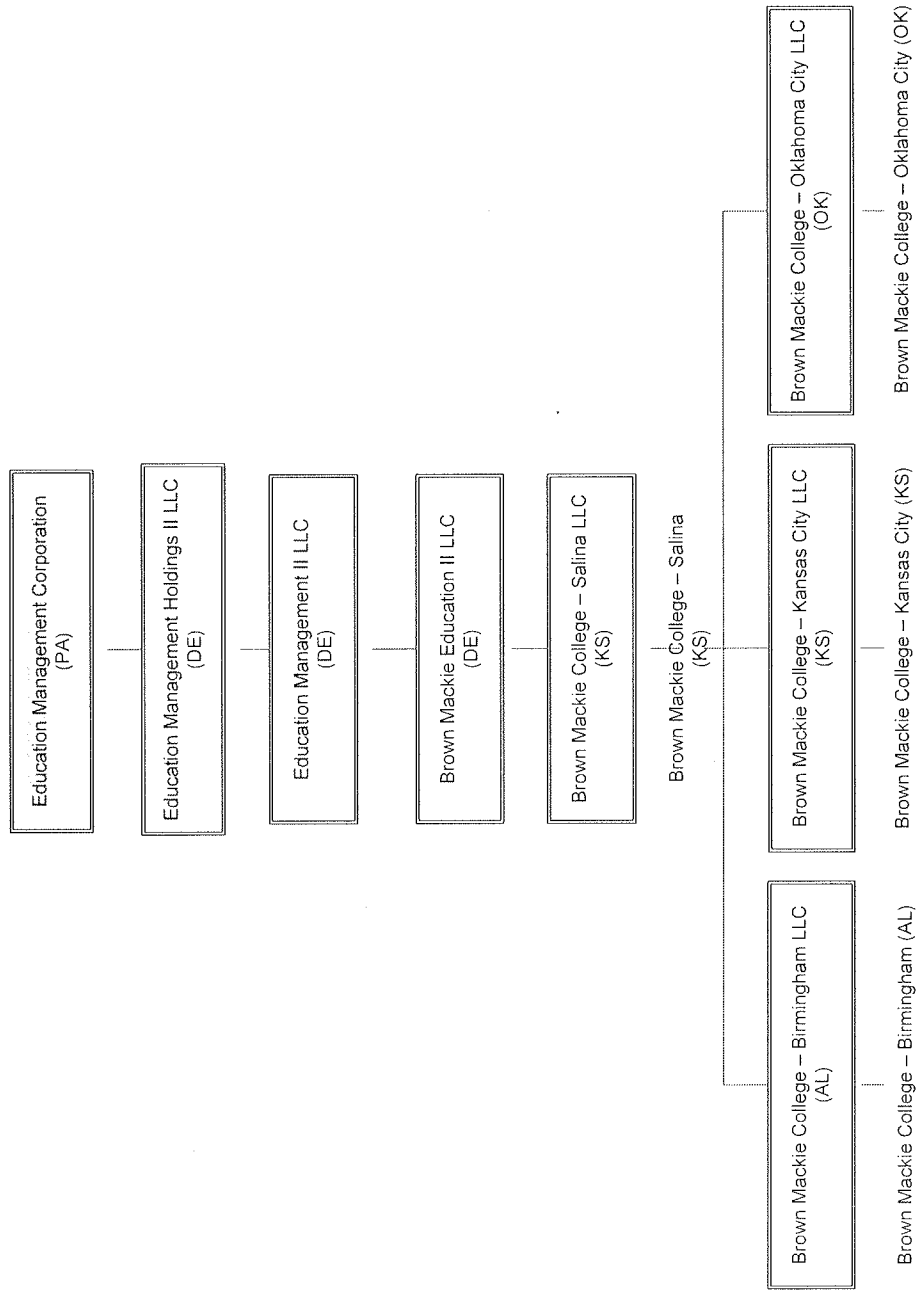 Education Management Corporation
(PA)
Education Management Holdings II LLC
(DE)
Education Management II LLC
(DE)
Brown Mackie Education II LLC
(DE)
Brown Mackie College – Salina LLC
(KS)
Brown Mackie College – Salina
(KS)
Brown Mackie College – Birmingham LLC
(AL)
Brown Mackie College – Kansas City LLC
(KS)
Brown Mackie College – Oklahoma City LLC
(OK)
Brown Mackie College – Birmingham (AL)
Brown Mackie College – Kansas City (KS)
Brown Mackie College – Oklahoma City (OK)